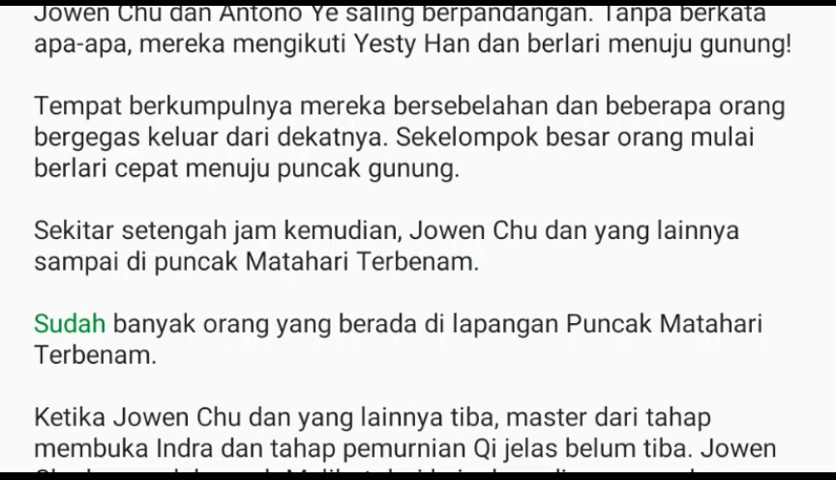 Jowen Chu dan Antono Ye saling berpandangan. Tanpa berkata
apa-apa, mereka mengikuti Yesty Han dan berlari menuju gunung!
Tempat berkumpulnya mereka bersebelahan dan beberapa orang
bergegas keluar dari dekatnya. Sekelompok besar orang mulai
berlari cepat menuju puncak gunung.
Sekitar setengah jam kemudian, Jowen Chu dan yang lainnya
sampai di puncak Matahari Terbenam.
Sudah banyak orang yang berada di lapangan Puncak Matahari
Terbenam.
Ketika Jowen Chu dan yang lainnya tiba, master dari tahap
membuka Indra dan tahap pemurnian Qi jelas belum tiba. Jowen